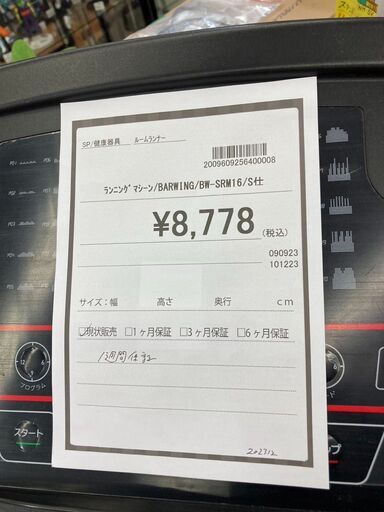 SP/健康器具 ルームランナー
2009609256400008
ランニングマシーン/BARWING/BW-SRM16/S仕
¥8,778(税込)
090923
101223
サイズ:幅 高さ 奥行 cm
☑現状販売 □1ヶ月保証 □3ヶ月保証 □6ヶ月保証
1週間保証
202312
プログラム
スタート